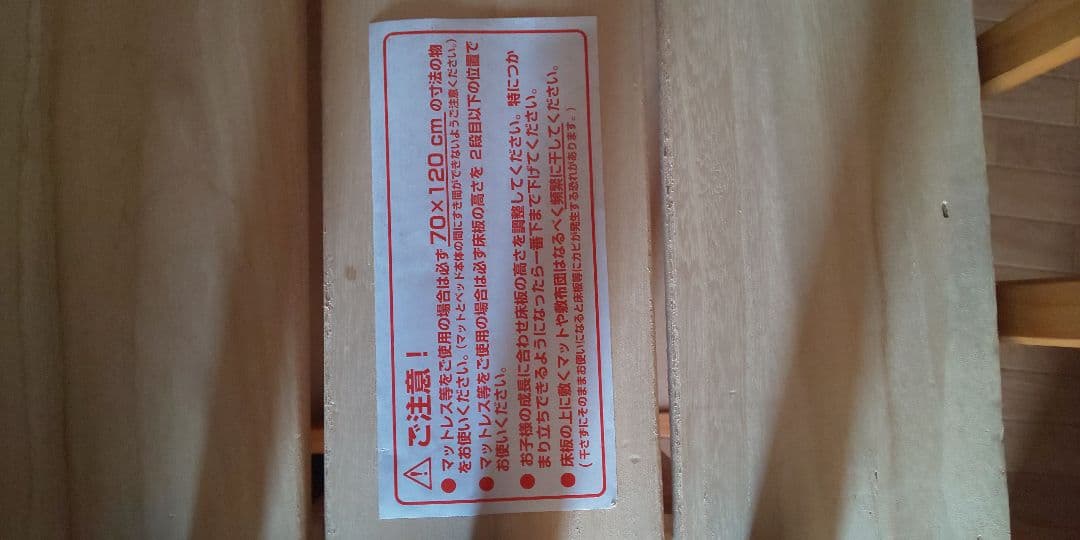 ご注意！
●マットレス等をご使用の場合は必ず 70×120 cm の寸法の物
をお使いください。(マットとベッド本体の間にすき間ができないようご注意ください。)
●マットレス等をご使用の場合は必ず床板の高さを 2段目以下の位置で
お使いください。
●お子様の成長に合わせ床板の高さを調整してください。特につか
まり立ちできるようになったら一番下まで下げてください。
●床板の上に敷くマットや敷布団はなるべく頻繁に干してください。
(干さずにそのままお使いになると床板等にカビが発生する恐れがあります。)